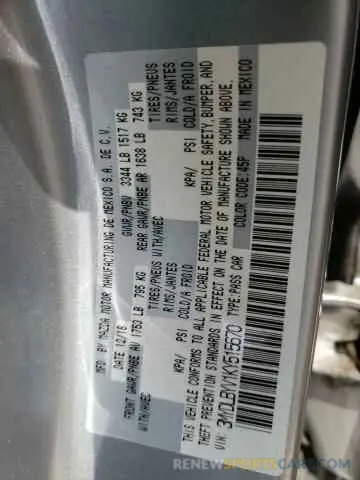 MFD BY MAZDA MOTOR MANUFACTURING DE MEXICO S.A. DE C.V.
DATE 12/18 GVWR/PNBV 3344 LB 1517 KG
FRONT GAWR/PNBE AV 1753 LB 795 KG REAR GAWR/PNBE AR 1638 LB 743 KG
WITH/AVEC TIRES/PNEUS WITH/AVEC TIRES/PNEUS
RIMS/JANTES RIMS/JANTES
KPA/ PSI COLD/A FROID KPA/ PSI COLD/A FROID
THIS VEHICLE CONFORMS TO ALL APPLICABLE FEDERAL MOTOR VEHICLE SAFETY, BUMPER, AND
THEFT PREVENTION STANDARDS IN EFFECT ON THE DATE OF MANUFACTURE SHOWN ABOVE.
VIN: 3MYDLBYV1KY515670 MADE IN MEXICO
TYPE:PASS CAR COLOR CODE:45P
RENEWSOFTEXPERT.COM